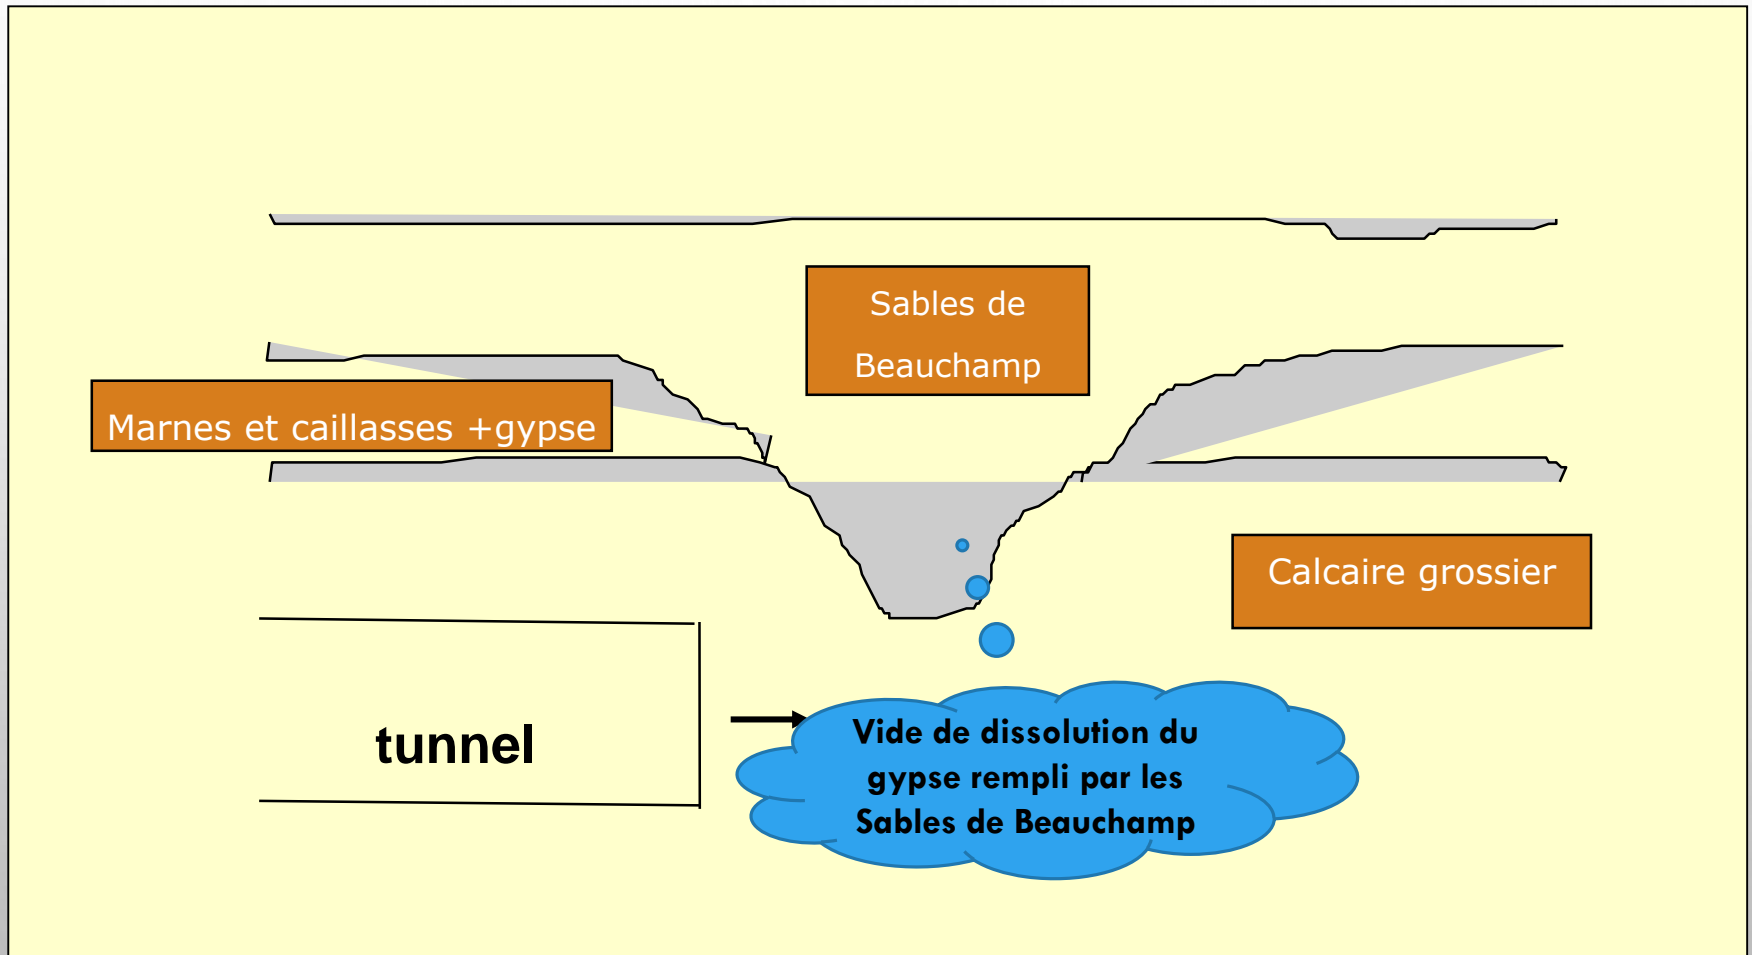 Sables de
Beauchamp
Marnes et caillasses +gypse
Calcaire grossier
tunnel
Vide de dissolution du
gypse rempli par les
Sables de Beauchamp